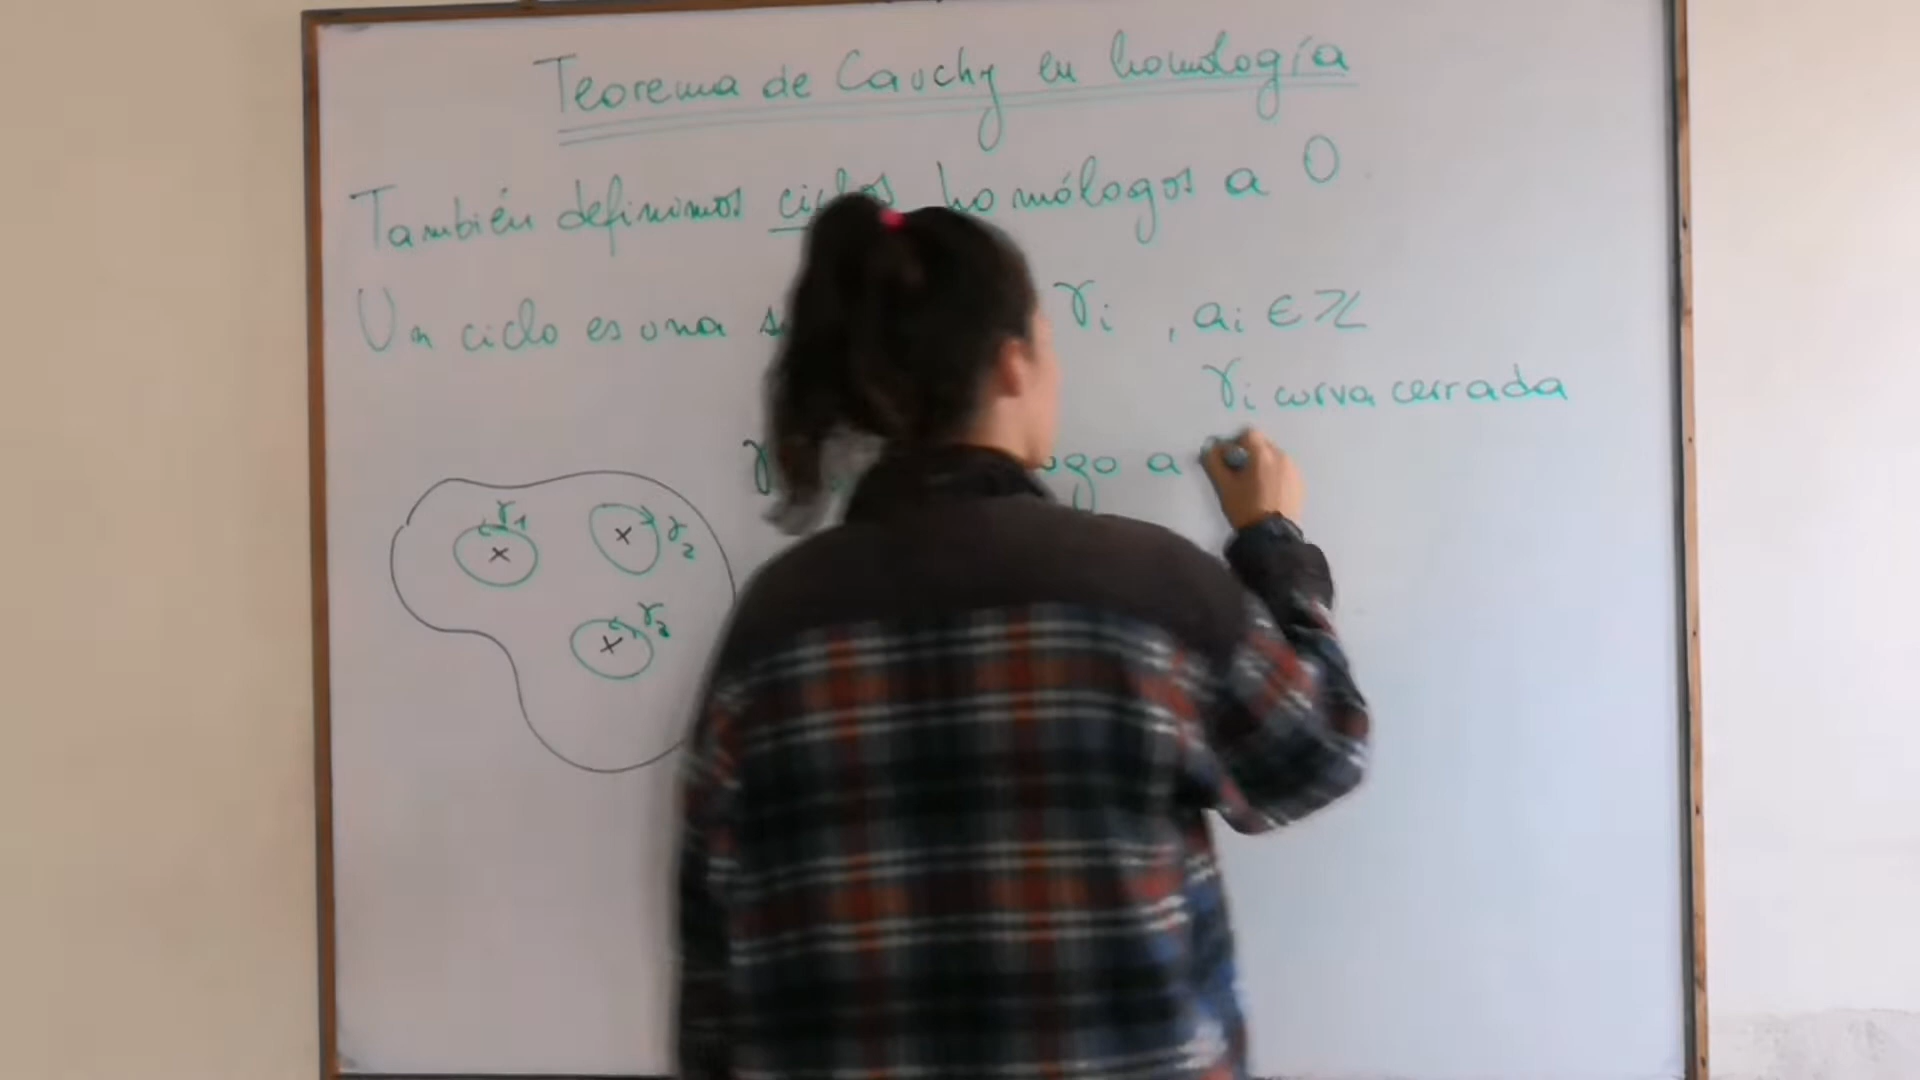 Teorema de Cauchy en homología
También definimos ciclos homólogos a 0.
Un ciclo es una γi , ai ∈ ℤ
γi curva cerrada
γ a
γ1
γ2
γ3